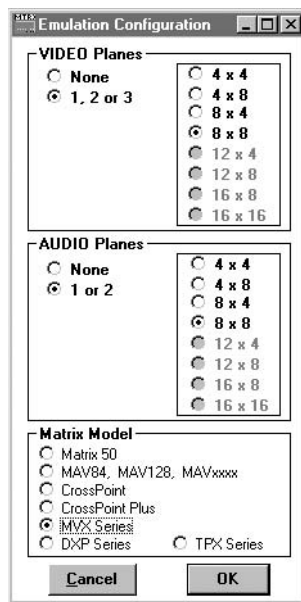 MTRX
Emulation Configuration
VIDEO Planes
None
1, 2 or 3
4 x 4
4 x 8
8 x 4
8 x 8
12 x 4
12 x 8
16 x 8
16 x 16
AUDIO Planes
None
1 or 2
4 x 4
4 x 8
8 x 4
8 x 8
12 x 4
12 x 8
16 x 8
16 x 16
Matrix Model
Matrix 50
MAV84, MAV128, MAVxxxx
CrossPoint
CrossPoint Plus
MVX Series
DXP Series TPX Series
Cancel OK